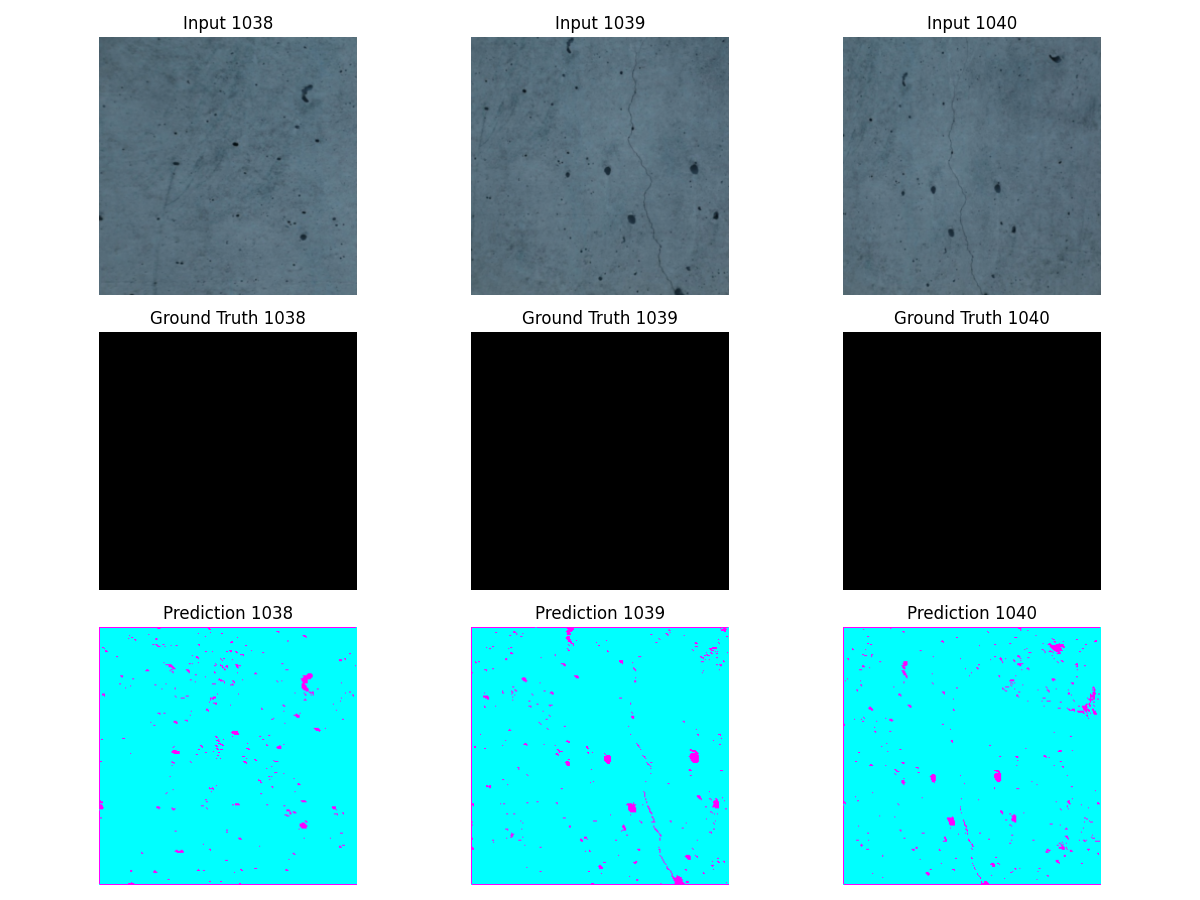 Input 1038
Input 1039
Input 1040
Ground Truth 1038
Ground Truth 1039
Ground Truth 1040
Prediction 1038
Prediction 1039
Prediction 1040